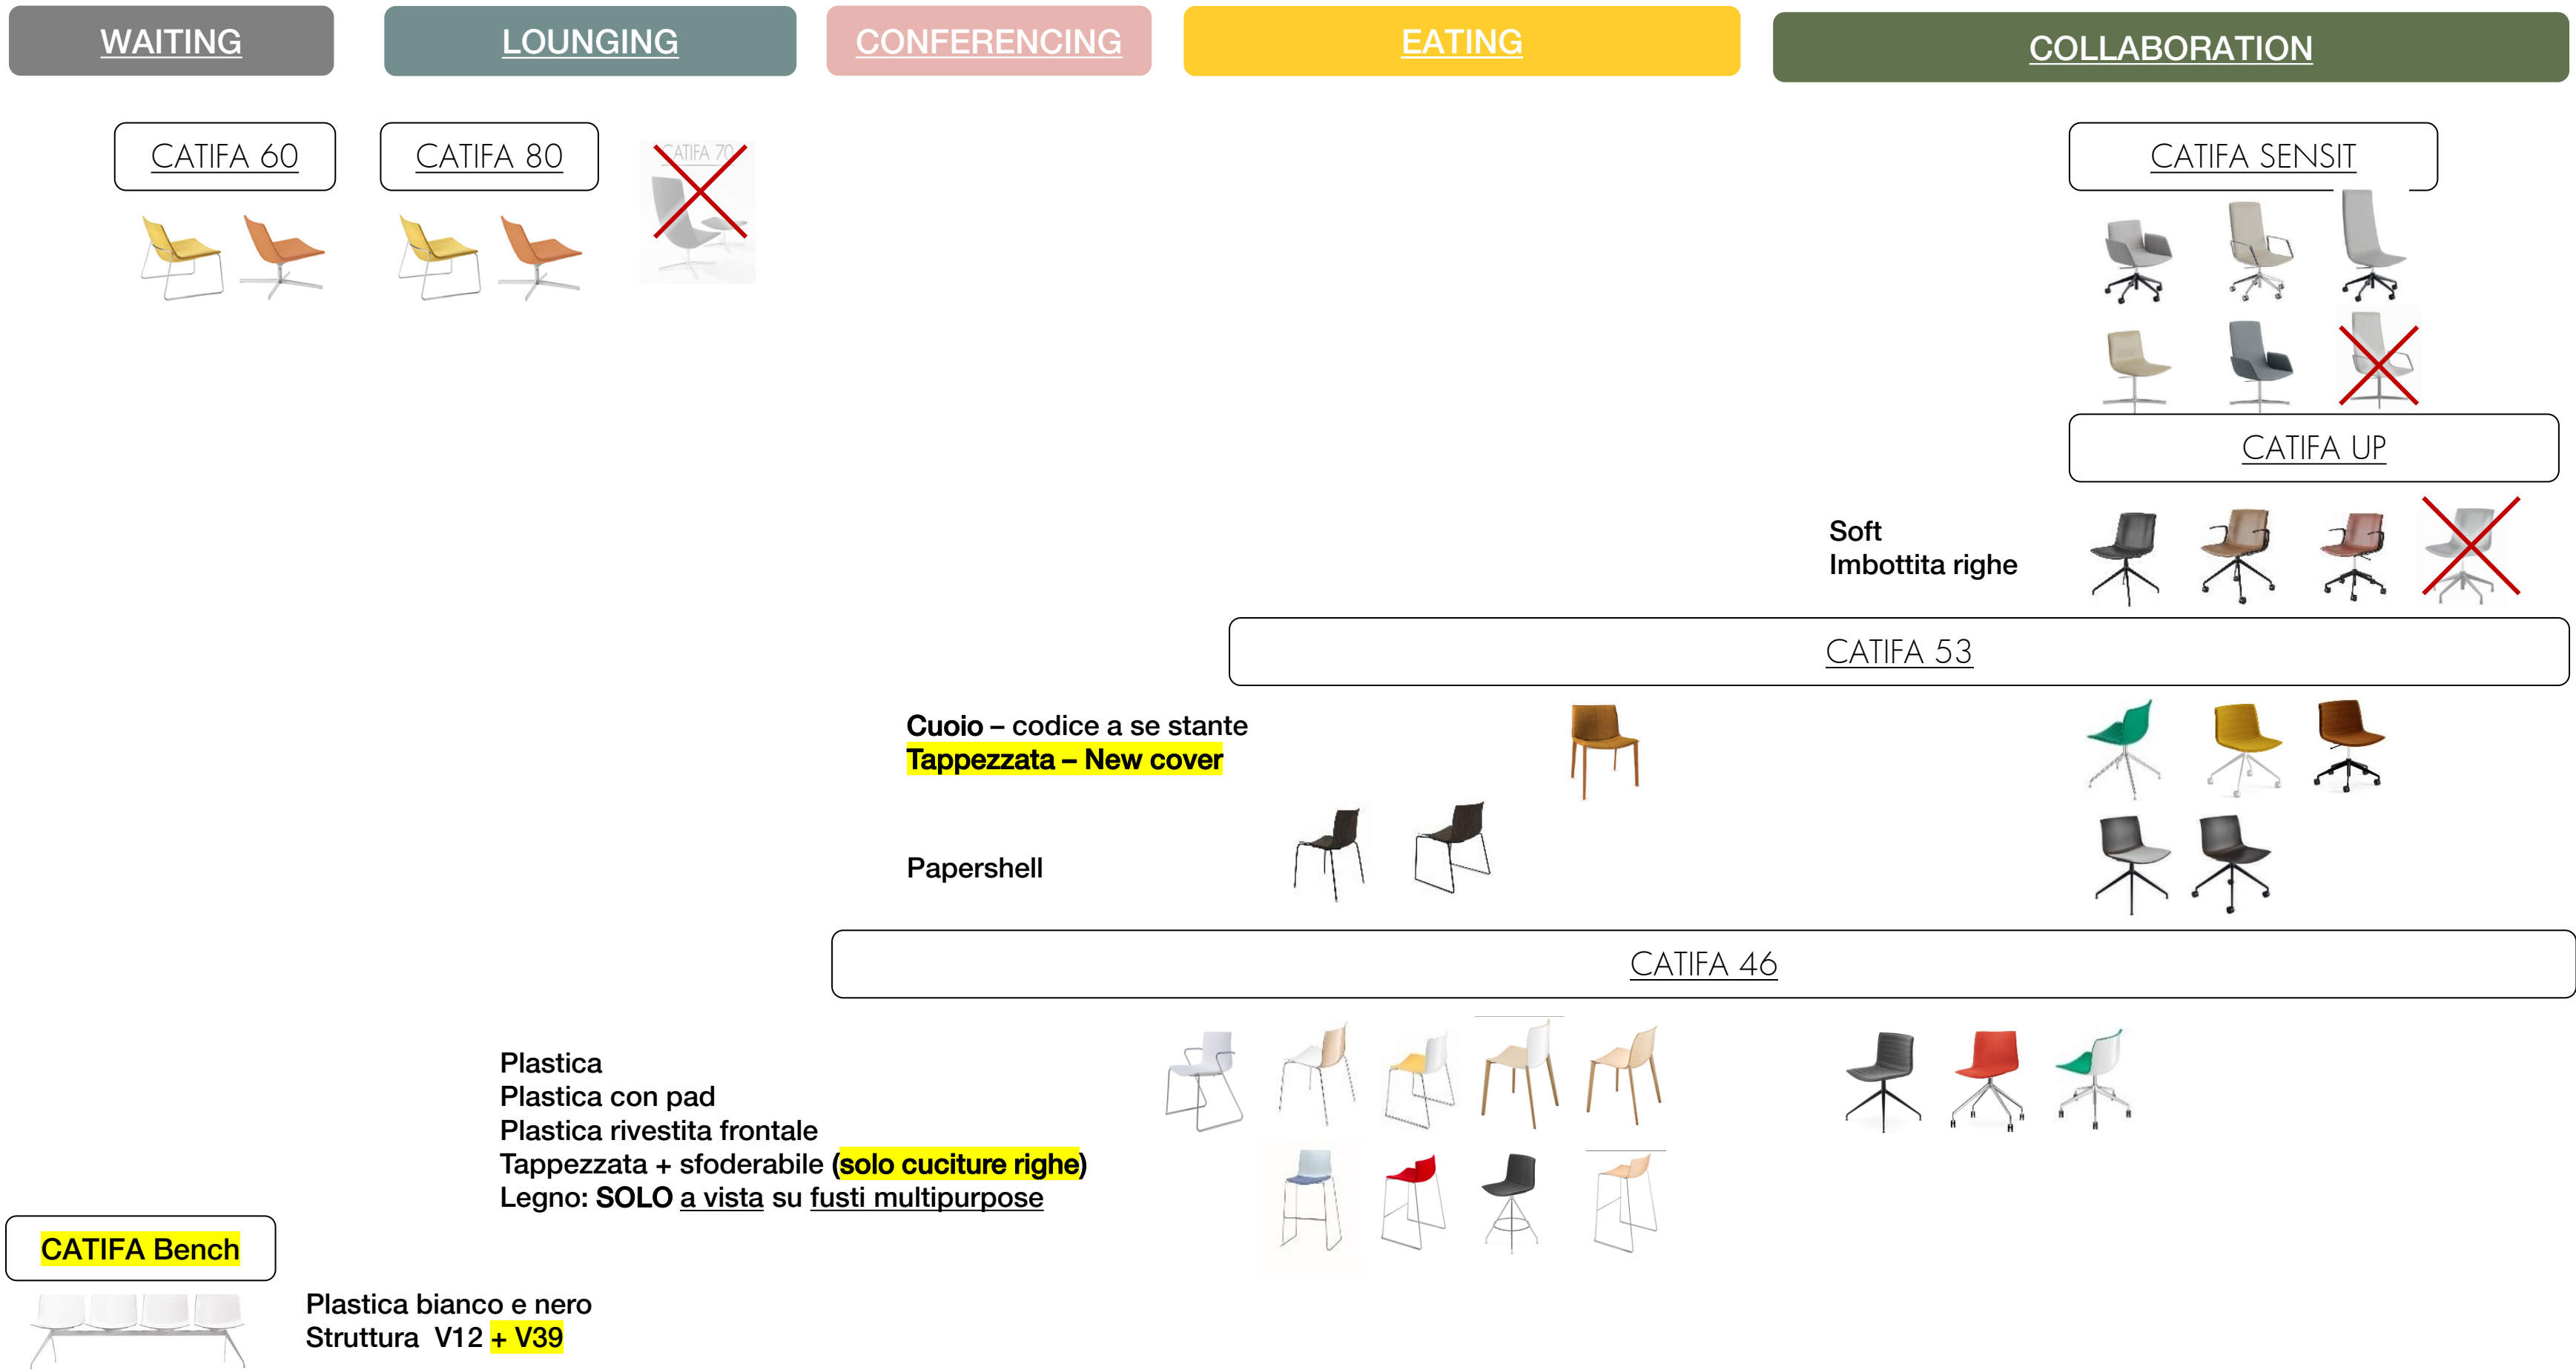 WAITING
LOUNGING
CONFERENCING
EATING
COLLABORATION
CATIFA 60
CATIFA 80
CATIFA 70
CATIFA SENSIT
CATIFA UP
Soft
Imbottita righe
CATIFA 53
Cuoio – codice a se stante
Tappezzata – New cover
Papershell
CATIFA 46
Plastica
Plastica con pad
Plastica rivestita frontale
Tappezzata + sfoderabile (solo cuciture righe)
Legno: SOLO a vista su fusti multipurpose
CATIFA Bench
Plastica bianco e nero
Struttura V12 + V39